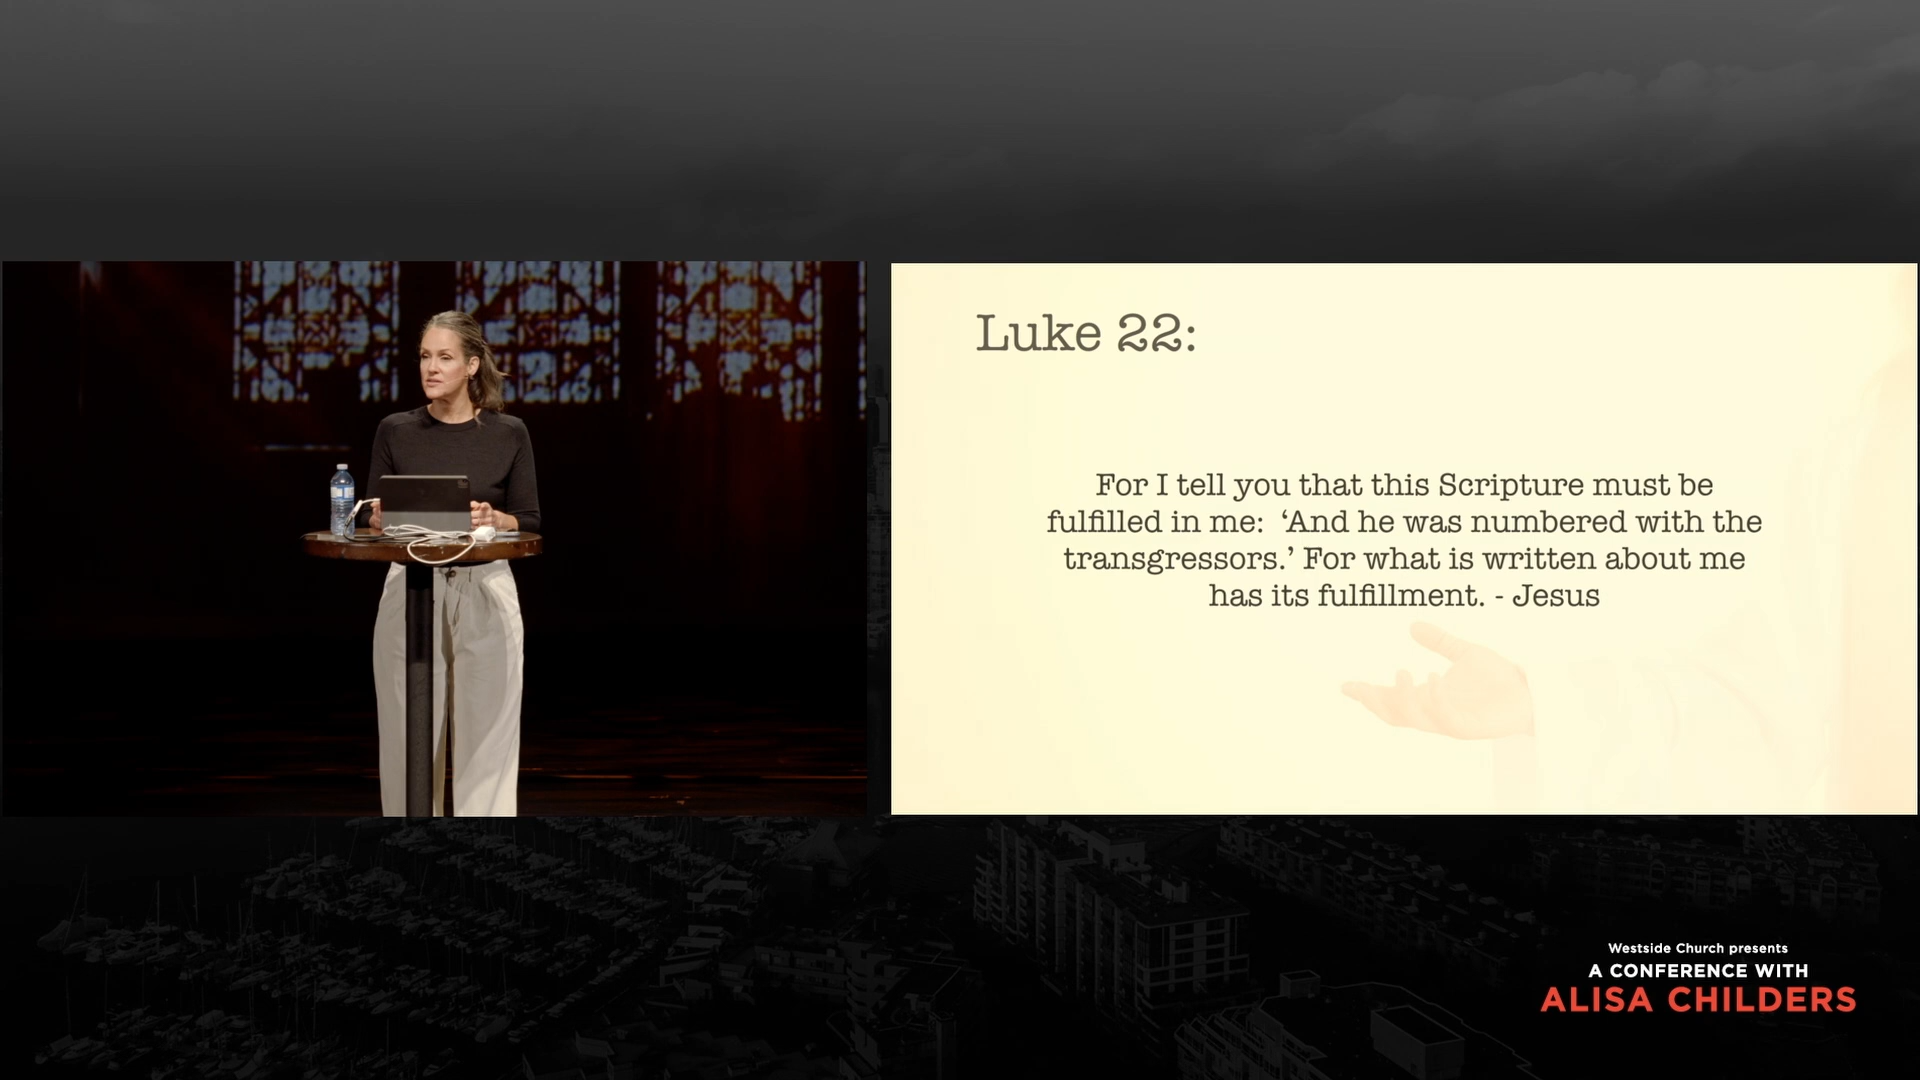 Luke 22:
For I tell you that this Scripture must be
fulfilled in me:  ‘And he was numbered with the
transgressors.’ For what is written about me
has its fulfillment. - Jesus
Westside Church presents
A CONFERENCE WITH
ALISA CHILDERS